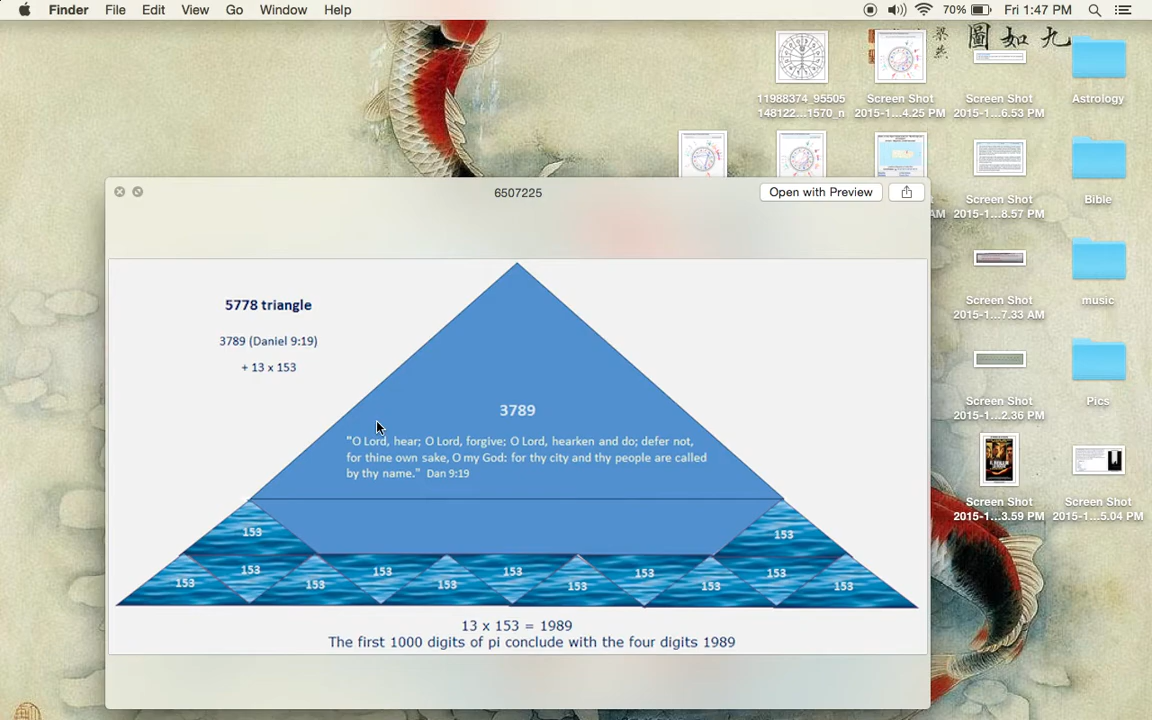 Finder File Edit View Go Window Help
70% Fri 1:47 PM
九如圖
11988374_95505
148122...1570_n
Screen Shot
2015-1...4.25 PM
Screen Shot
2015-1...6.53 PM
Astrology
AM
Screen Shot
2015-1...8.57 PM
Bible
6507225
Open with Preview
5778 triangle
3789 (Daniel 9:19)
+ 13 x 153
3789
"O Lord, hear; O Lord, forgive; O Lord, hearken and do; defer not,
for thine own sake, O my God: for thy city and thy people are called
by thy name." Dan 9:19
153
153
153
153
153
153
153
153
153
153
153
153
153
13 x 153 = 1989
The first 1000 digits of pi conclude with the four digits 1989
Screen Shot
2015-1...7.33 AM
music
Screen Shot
2015-1...2.36 PM
Pics
Screen Shot
2015-1...3.59 PM
Screen Shot
2015-1...5.04 PM